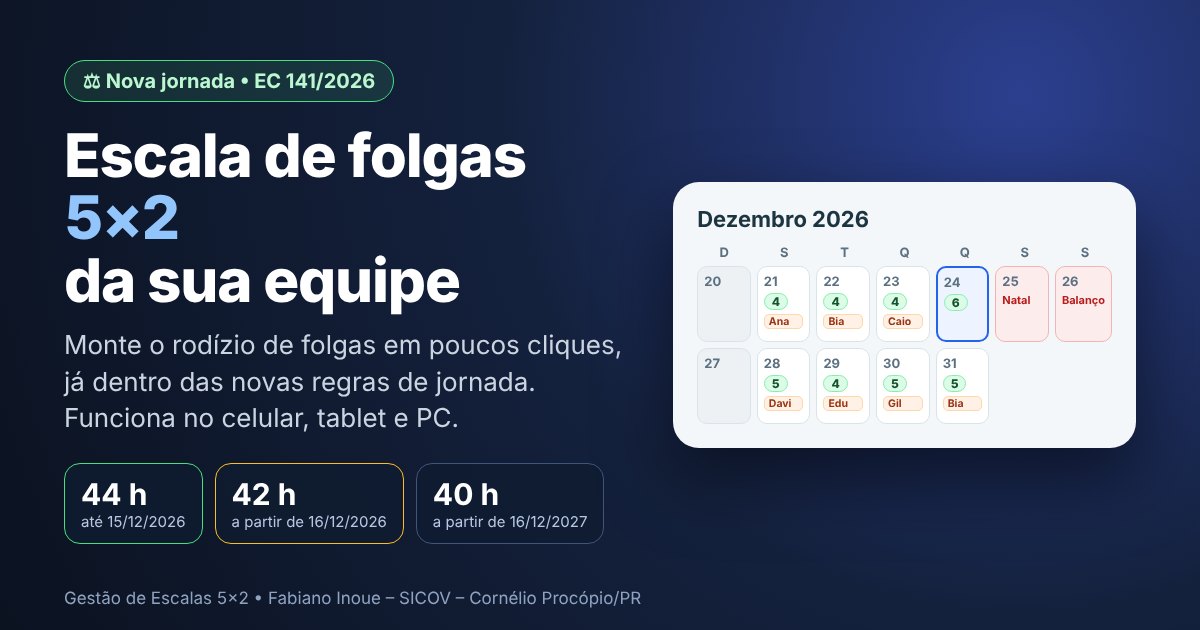 ⚖ Nova jornada • EC 141/2026
Escala de folgas
5×2
da sua equipe
Monte o rodízio de folgas em poucos cliques,
já dentro das novas regras de jornada.
Funciona no celular, tablet e PC.
44 h
até 15/12/2026
42 h
a partir de 16/12/2026
40 h
a partir de 16/12/2027
Gestão de Escalas 5×2 • Fabiano Inoue – SICOV – Cornélio Procópio/PR
Dezembro 2026
D S T Q Q S S
20 21 22 23 24 25 26
4 4 4 6 Natal Balanço
Ana Bia Caio
27 28 29 30 31
5 4 5 5
Davi Edu Gil Bia